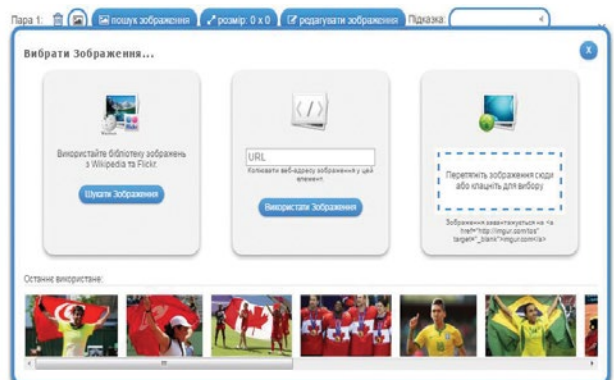 Пара 1: пошук зображення розмір: 0 x 0 редагувати зображення Підказка:
Вибрати Зображення...
X
Використайте бібліотеку зображень
з Wikipedia та Flickr.
Шукати Зображення
URL
Копіювати веб-адресу зображення у цей
елемент.
Використати Зображення
Перетягніть зображення сюди
або клацніть для вибору
Зображення завантажується на <a
href="http://imgur.com/tos"
target="_blank">imgur.com</a>
Останнє використане: